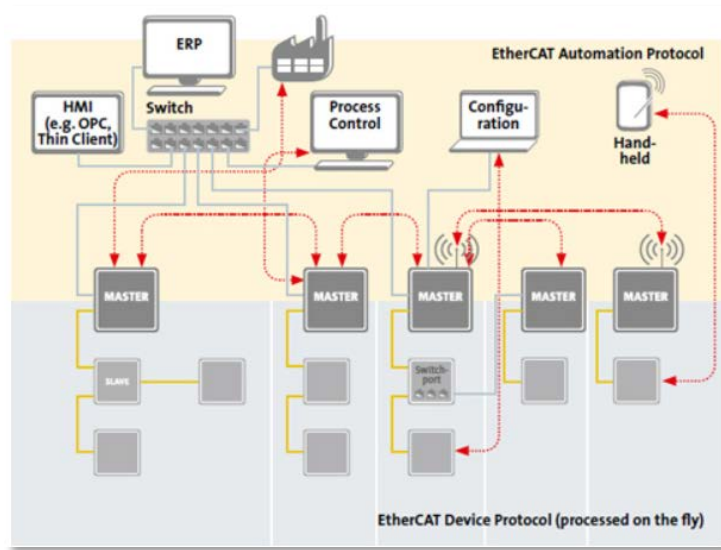 ERP
EtherCAT Automation Protocol
HMI
(e.g. OPC,
Thin Client)
Switch
Process
Control
Configu-
ration
Hand-
held
MASTER
MASTER
MASTER
MASTER
MASTER
SLAVE
Switch-
port
EtherCAT Device Protocol (processed on the fly)